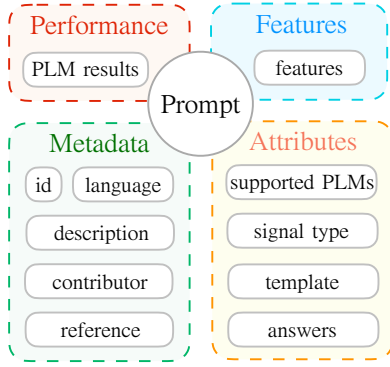 Performance
PLM results
Features
features
Prompt
Metadata
id
language
description
contributor
reference
Attributes
supported PLMs
signal type
template
answers